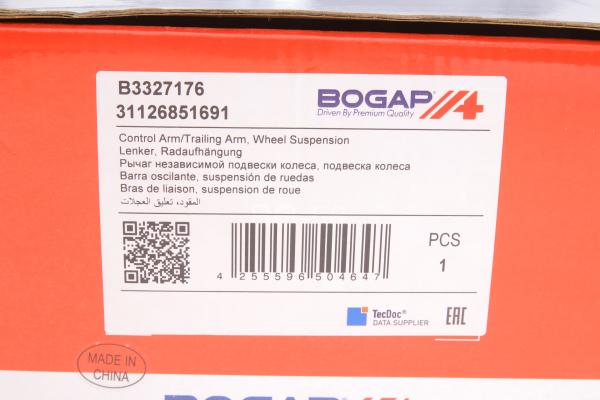 B3327176
31126851691
BOGAP
Driven By Premium Quality
Control Arm/Trailing Arm, Wheel Suspension
Lenker, Radaufhängung
Рычаг независимой подвески колеса, подвеска колеса
Barra oscilante, suspensión de ruedas
Bras de liaison, suspension de roue
المقود، تعليق العجلات
PCS
1
4 255596 504647
TecDoc®
DATA SUPPLIER
EAC
MADE IN
CHINA
BOGAP